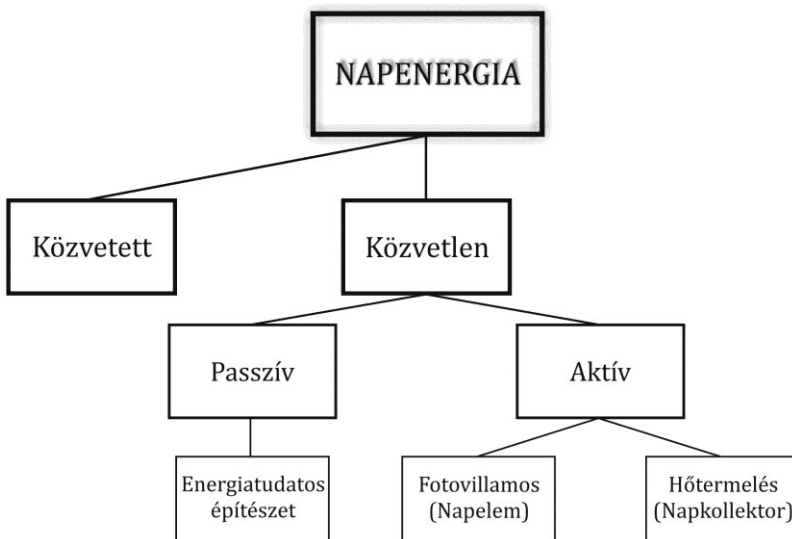 NAPENERGIA
Közvetett
Közvetlen
Passzív
Aktív
Energiatudatos
építészet
Fotovillamos
(Napelem)
Hőtermelés
(Napkollektor)